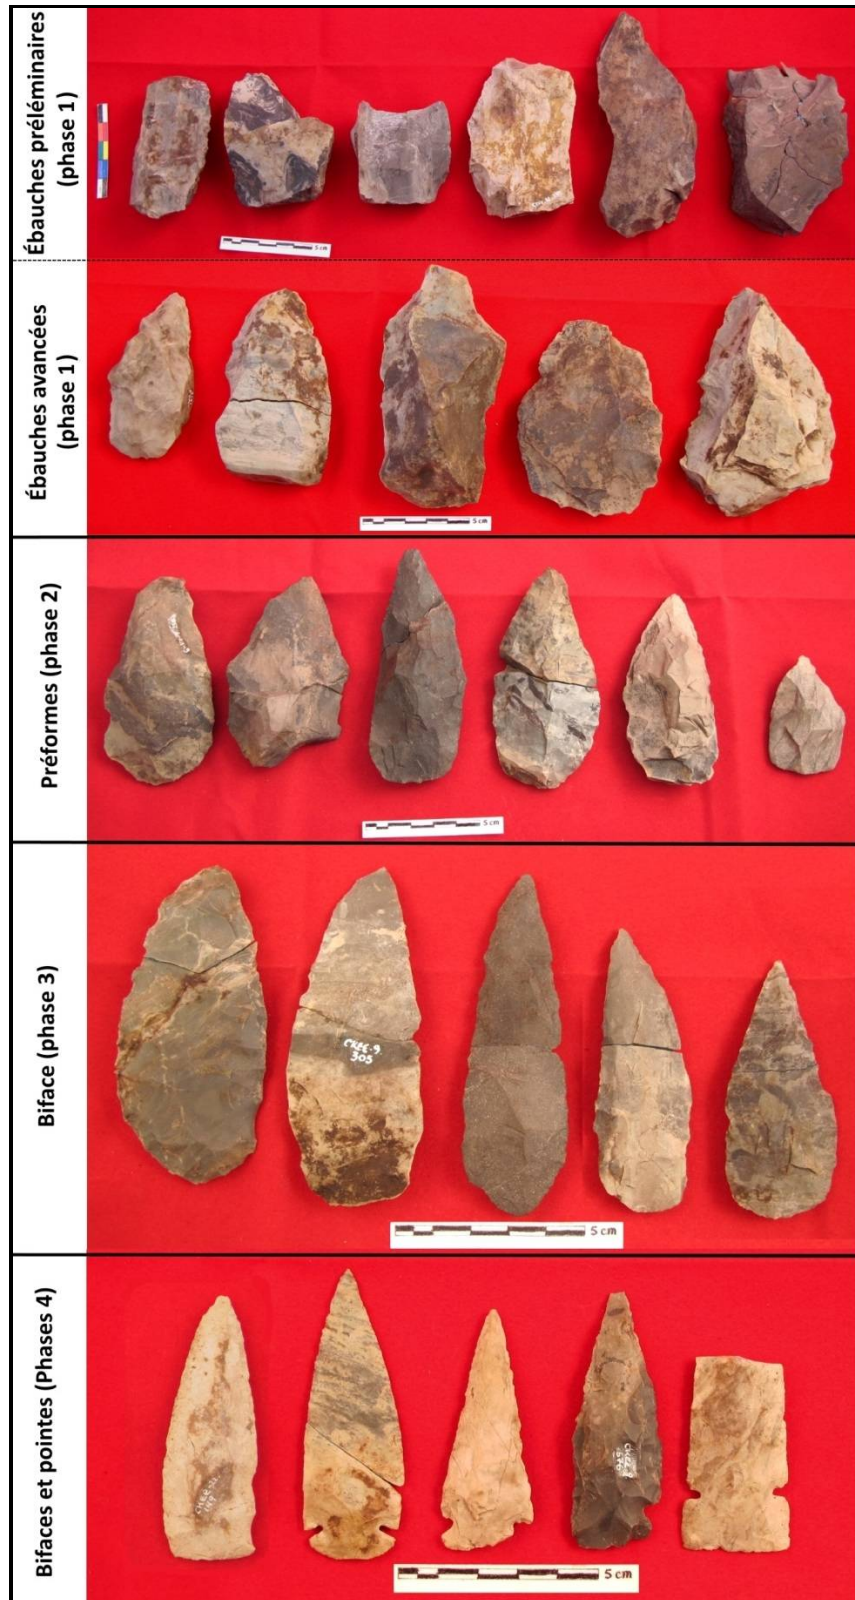 Ébauches préléminaires
(phase 1)
5 cm
Ébauches avancées
(phase 1)
5 cm
Préformes (phase 2)
5 cm
Biface (phase 3)
CkEE-9
305
5 cm
Bifaces et pointes (Phases 4)
5 cm